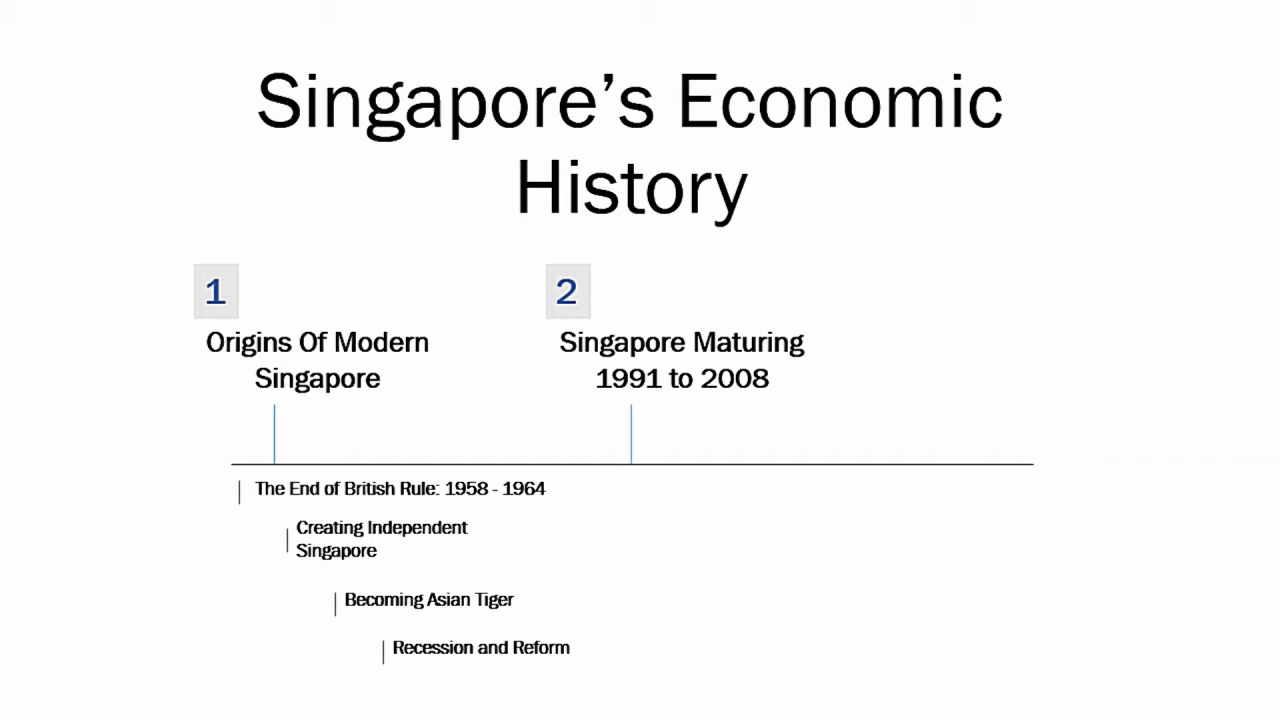 Singapore’s Economic
History
1
Origins Of Modern
Singapore
2
Singapore Maturing
1991 to 2008
The End of British Rule: 1958 - 1964
Creating Independent
Singapore
Becoming Asian Tiger
Recession and Reform